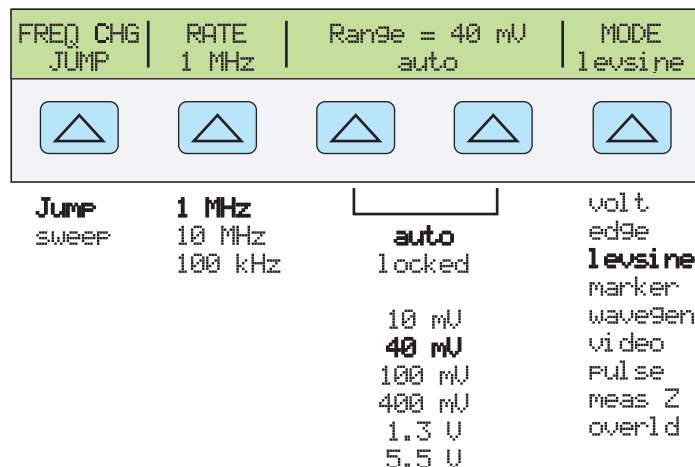 FREQ CHG RATE Range = 40 mV MODE
JUMP 1 MHz auto levsine
Jump
sweep
1 MHz
10 MHz
100 kHz
auto
locked
10 mV
40 mV
100 mV
400 mV
1.3 V
5.5 V
volt
edge
levsine
marker
wavegen
video
pulse
meas Z
overld